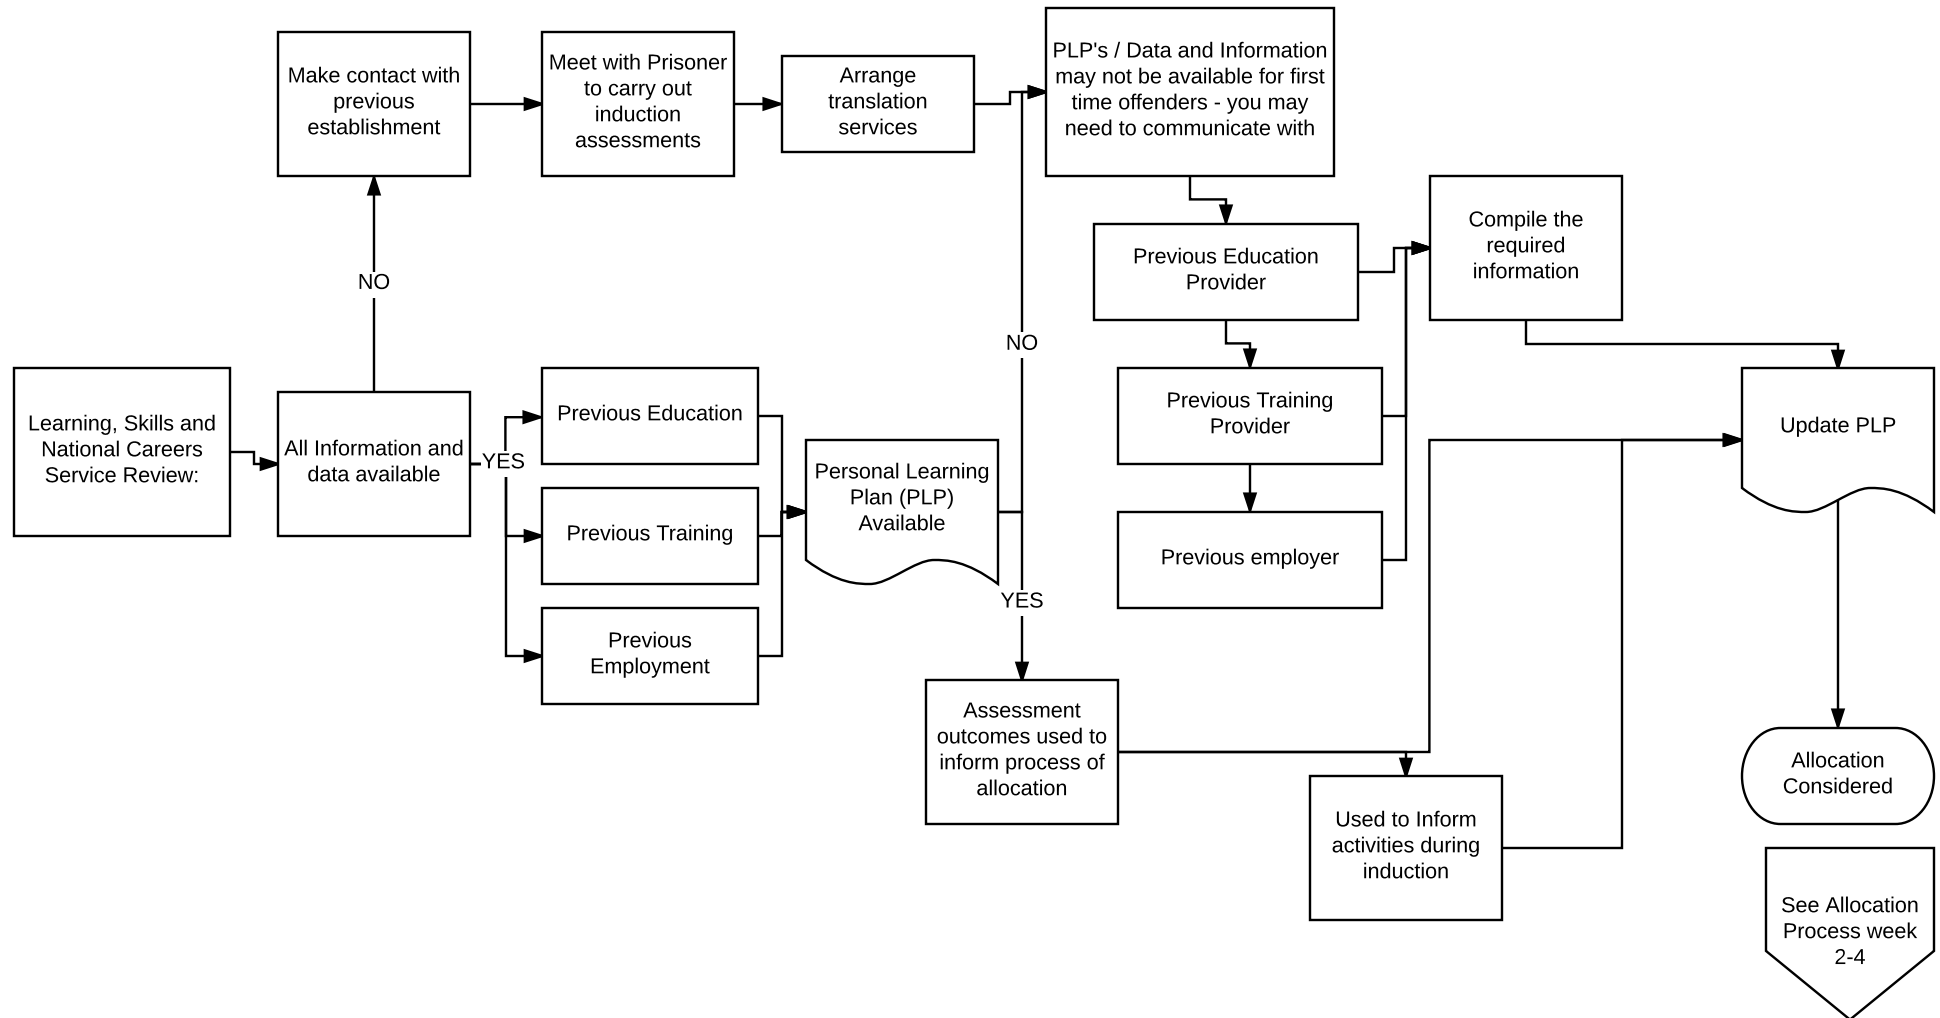 Make contact with
previous
establishment
Meet with Prisoner
to carry out
induction
assessments
Arrange
translation
services
PLP's / Data and Information
may not be available for first
time offenders - you may
need to communicate with
Previous Education
Provider
Compile the
required
information
NO
NO
Learning, Skills and
National Careers
Service Review:
All Information and
data available
YES
Previous Education
Previous Training
Previous
Employment
Personal Learning
Plan (PLP)
Available
YES
Previous Training
Provider
Previous employer
Update PLP
Assessment
outcomes used to
inform process of
allocation
Used to Inform
activities during
induction
Allocation
Considered
See Allocation
Process week
2-4